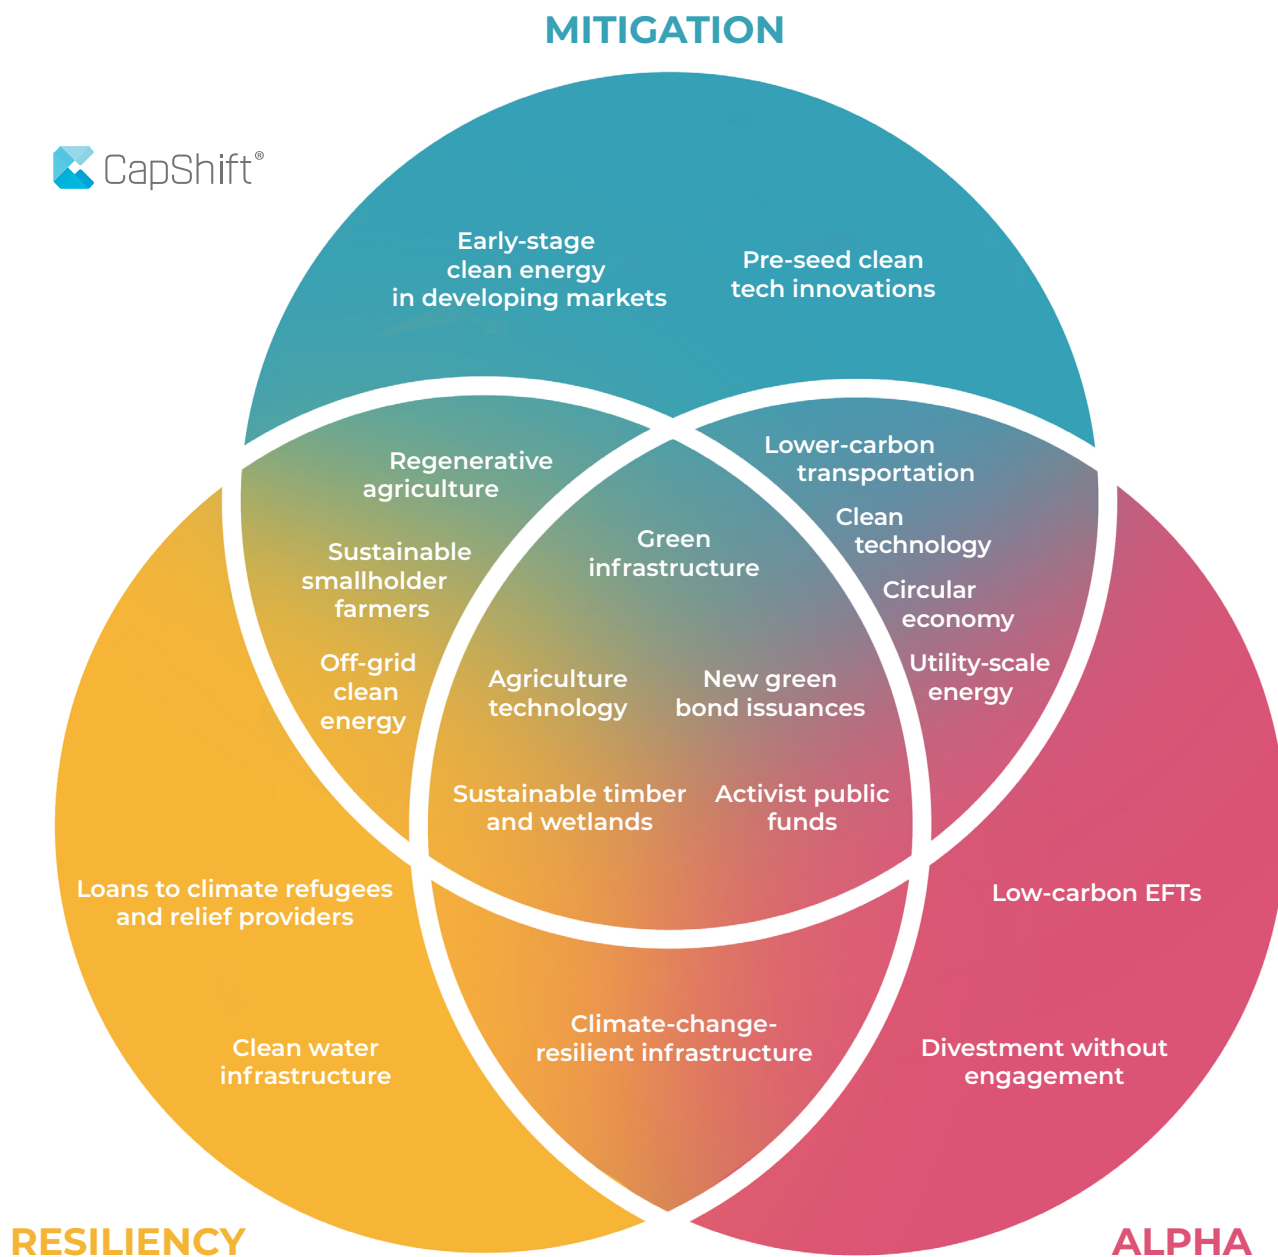 MITIGATION
CapShift®
Early-stage
clean energy
in developing markets
Pre-seed clean
tech innovations
Regenerative
agriculture
Lower-carbon
transportation
Clean
technology
Green
infrastructure
Sustainable
smallholder
farmers
Circular
economy
Off-grid
clean
energy
Agriculture
technology
New green
bond issuances
Utility-scale
energy
Sustainable timber
and wetlands
Activist public
funds
Loans to climate refugees
and relief providers
Low-carbon EFTs
Climate-change-
resilient infrastructure
Clean water
infrastructure
Divestment without
engagement
RESILIENCY
ALPHA